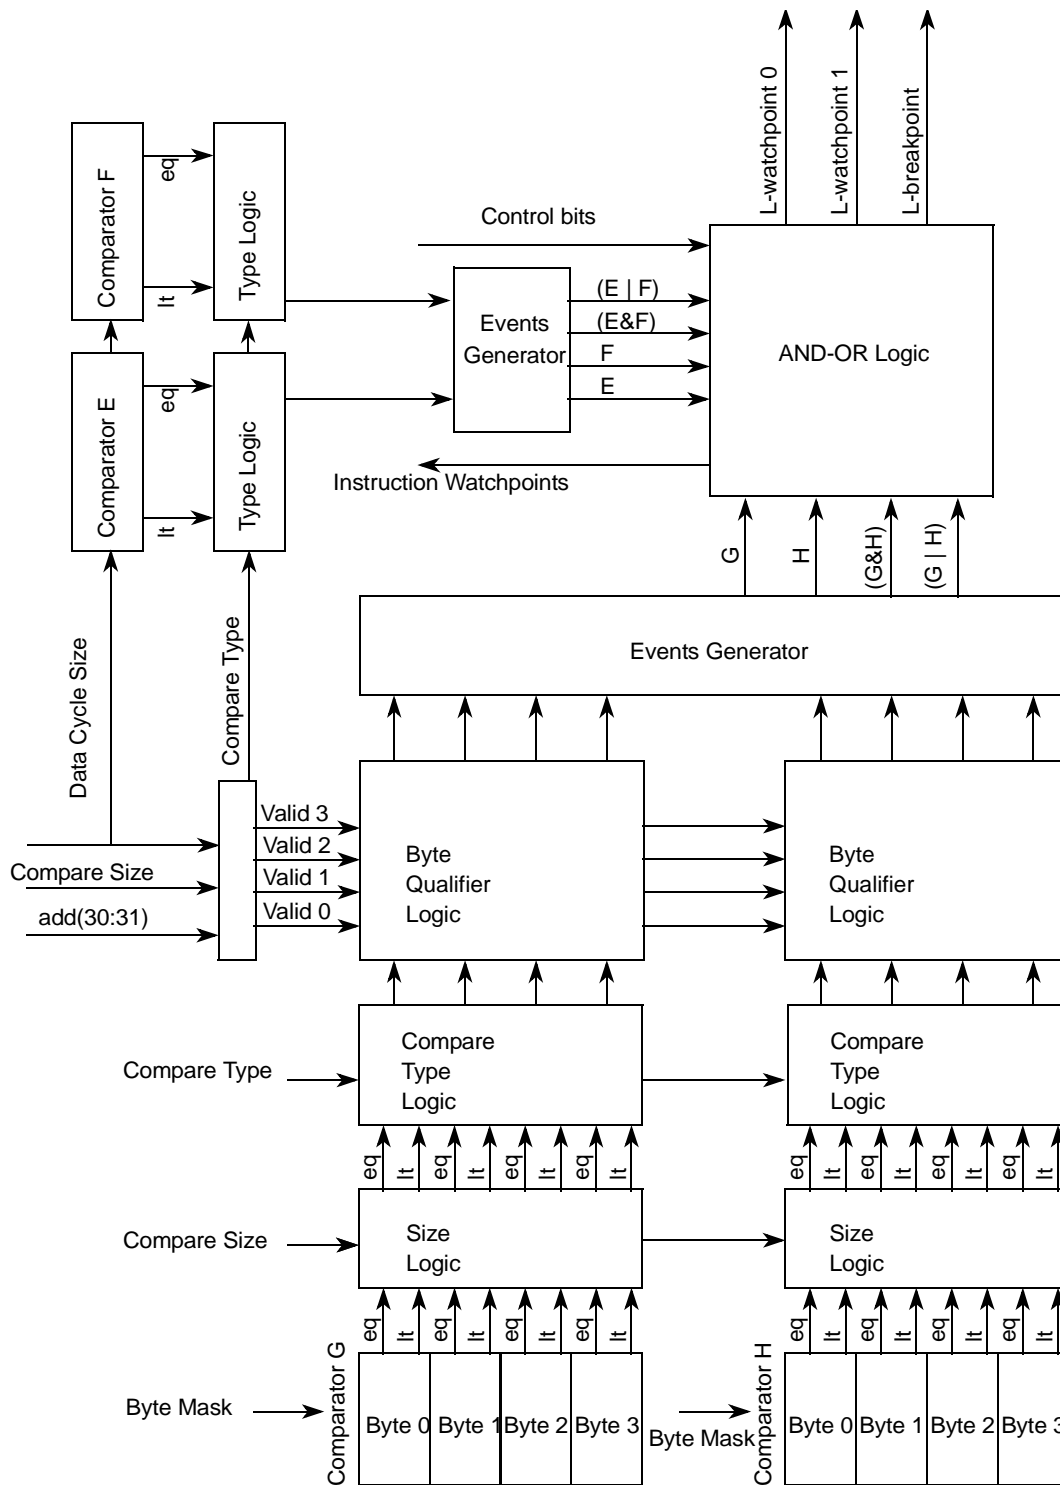 L-watchpoint 0
L-watchpoint 1
L-breakpoint
Comparator F
eq
lt
Type Logic
Control bits
(E | F)
(E&F)
F
E
Events
Generator
AND-OR Logic
Comparator E
eq
lt
Type Logic
Instruction Watchpoints
G
H
(G&H)
(G | H)
Data Cycle Size
Compare Type
Events Generator
Valid 3
Valid 2
Valid 1
Valid 0
Compare Size
add(30:31)
Byte
Qualifier
Logic
Byte
Qualifier
Logic
Compare Type
Compare
Type
Logic
Compare
Type
Logic
eq lt eq lt eq lt eq lt
eq lt eq lt eq lt eq lt
Compare Size
Size
Logic
Size
Logic
eq lt eq lt eq lt eq lt
eq lt eq lt eq lt eq lt
Byte Mask
Comparator G
Byte 0 Byte 1 Byte 2 Byte 3
Byte Mask
Comparator H
Byte 0 Byte 1 Byte 2 Byte 3